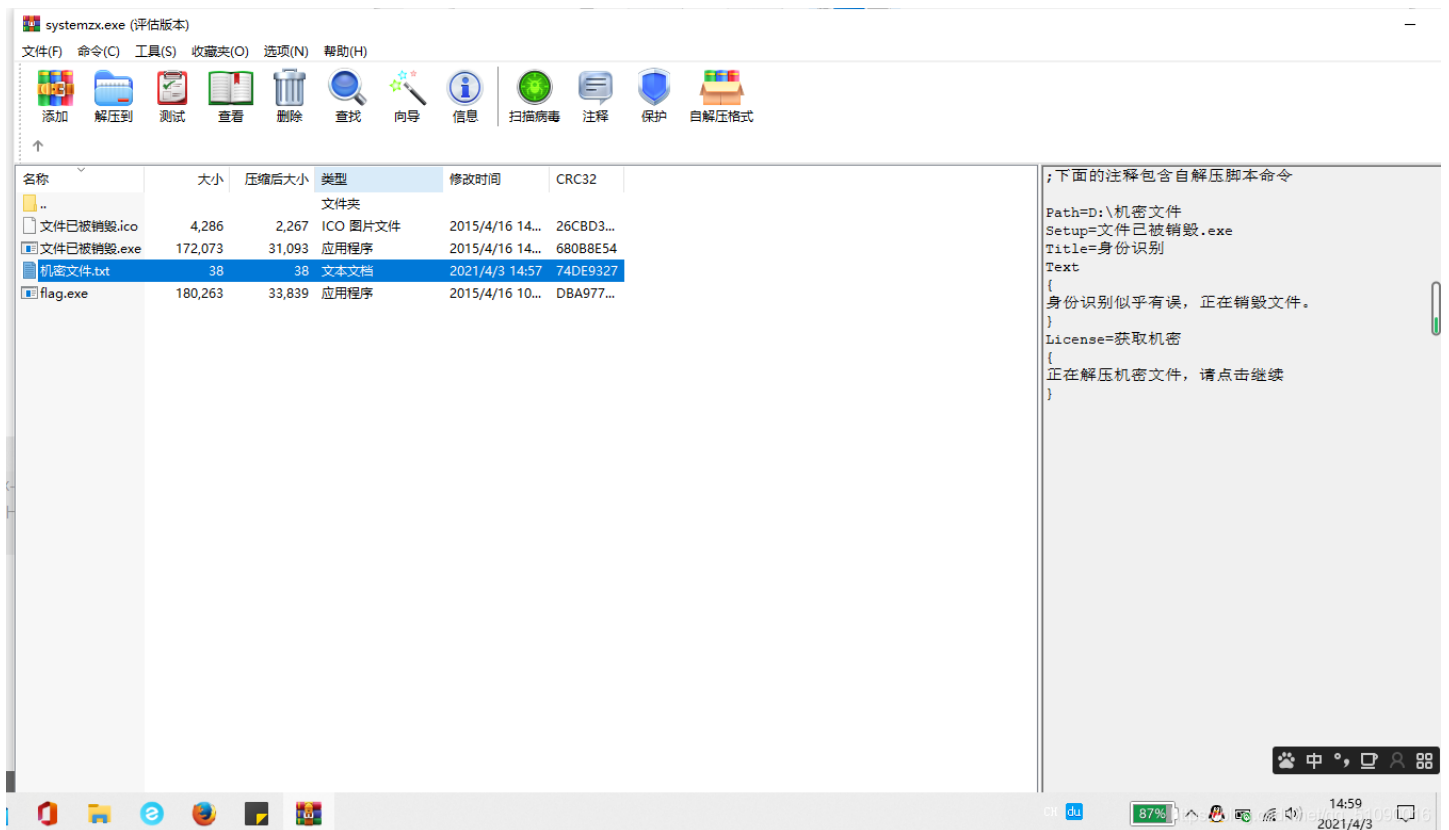 systemzx.exe (评估版本)
文件(F) 命令(C) 工具(S) 收藏夹(O) 选项(N) 帮助(H)
添加 解压到 测试 查看 删除 查找 向导 信息 扫描病毒 注释 保护 自解压格式
名称 大小 压缩后大小 类型 修改时间 CRC32
.. 文件夹
文件已被销毁.ico 4,286 2,267 ICO 图片文件 2015/4/16 14... 26CBD3...
文件已被销毁.exe 172,073 31,093 应用程序 2015/4/16 14... 680B8E54
机密文件.txt 38 38 文本文档 2021/4/3 14:57 74DE9327
flag.exe 180,263 33,839 应用程序 2015/4/16 10... DBA977...
;下面的注释包含自解压脚本命令
Path=D:\机密文件
Setup=文件已被销毁.exe
Title=身份识别
Text
{
身份识别似乎有误，正在销毁文件。
}
License=获取机密
{
正在解压机密文件，请点击继续
}
中 °,
CH du 87% 14:59
2021/4/3